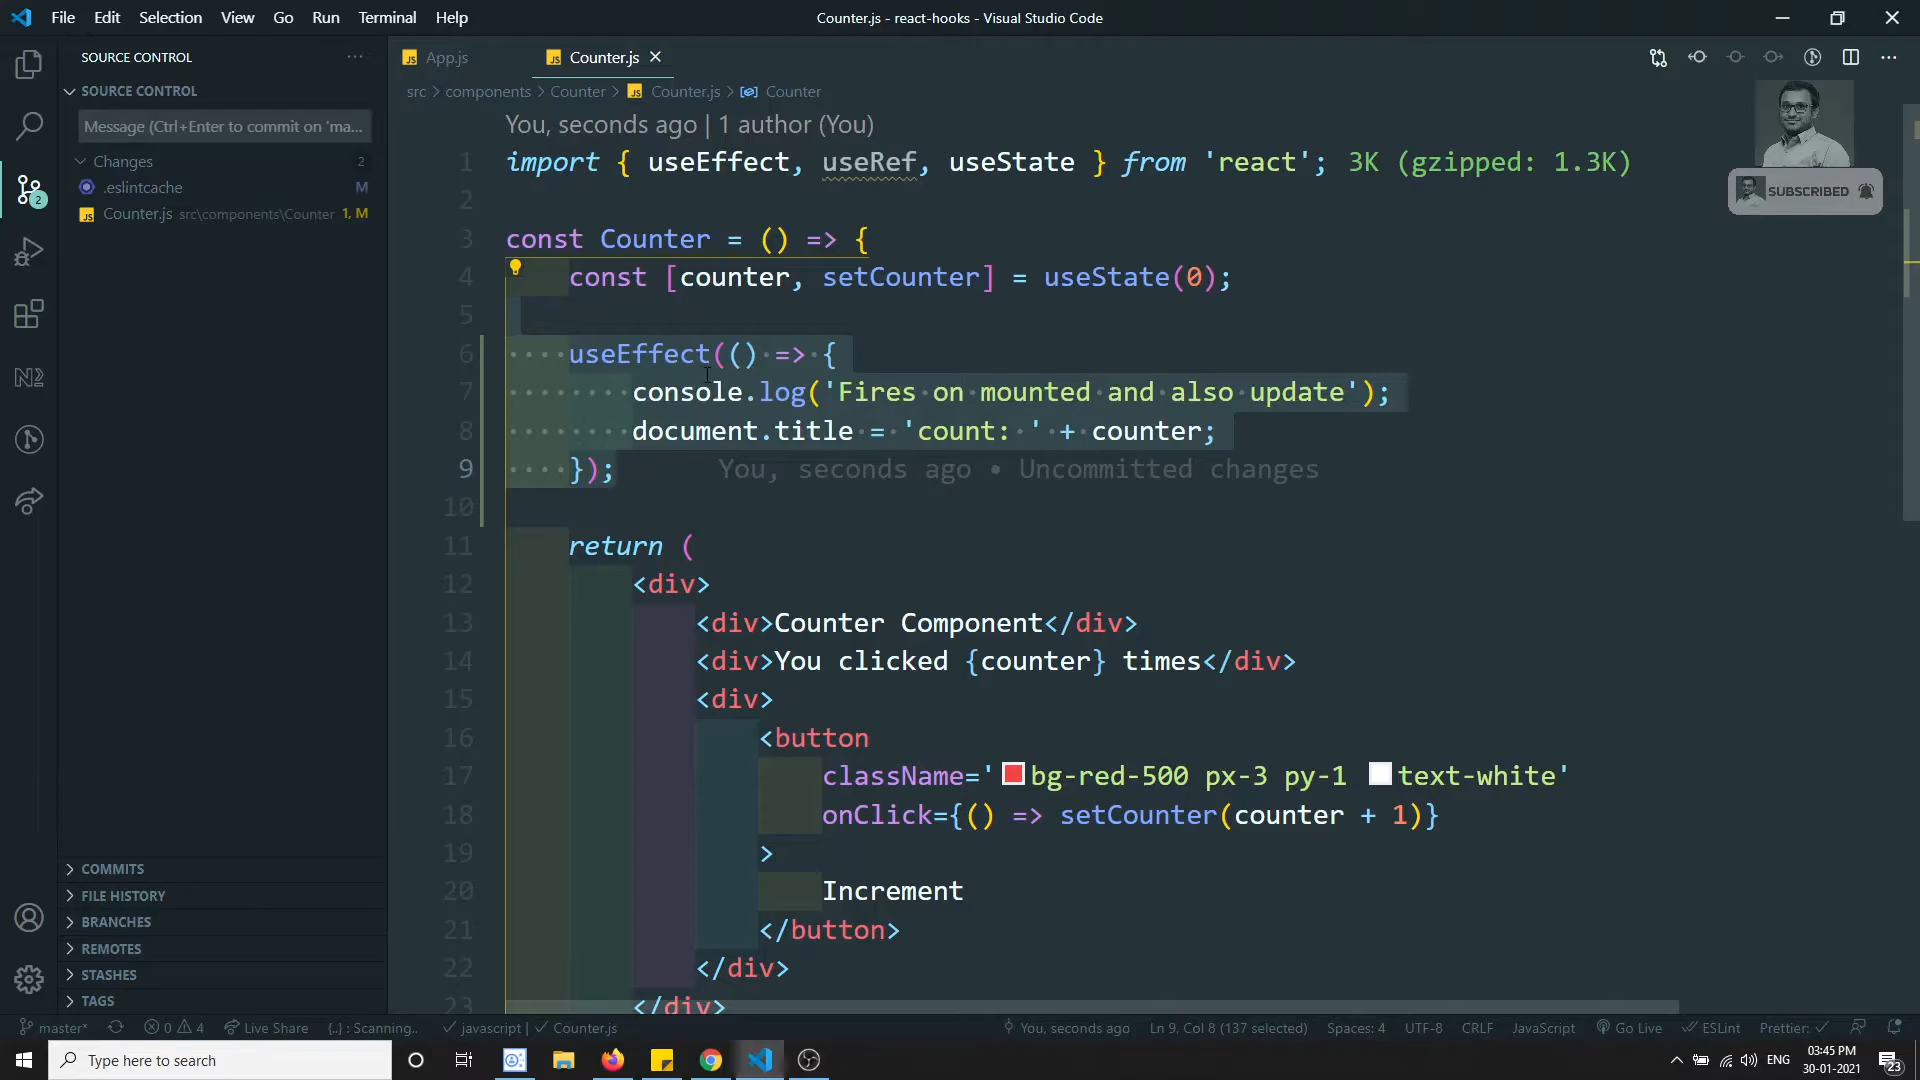 File Edit Selection View Go Run Terminal Help
Counter.js - react-hooks - Visual Studio Code
SOURCE CONTROL
SOURCE CONTROL
Message (Ctrl+Enter to commit on 'ma...
Changes 2
.eslintcache M
Counter.js src\components\Counter 1, M
2
COMMITS
FILE HISTORY
BRANCHES
REMOTES
STASHES
TAGS
JS App.js
JS Counter.js
src > components > Counter > JS Counter.js > Counter
You, seconds ago | 1 author (You)
1 import { useEffect, useRef, useState } from 'react'; 3K (gzipped: 1.3K)
2
3 const Counter = () => {
4 const [counter, setCounter] = useState(0);
5
6 ····useEffect(()·=>·{
7 ········console.log('Fires·on·mounted·and·also·update');
8 ········document.title·=·'count:·'·+·counter;
9 ····}); You, seconds ago • Uncommitted changes
10
11 return (
12 <div>
13 <div>Counter Component</div>
14 <div>You clicked {counter} times</div>
15 <div>
16 <button
17 className='bg-red-500 px-3 py-1 text-white'
18 onClick={() => setCounter(counter + 1)}
19 >
20 Increment
21 </button>
22 </div>
23 </div>
SUBSCRIBED
master* 0 4 Live Share {..} : Scanning.. javascript | Counter.js You, seconds ago Ln 9, Col 8 (137 selected) Spaces: 4 UTF-8 CRLF JavaScript Go Live ESLint Prettier:
Type here to search
ENG
03:45 PM
30-01-2021
23